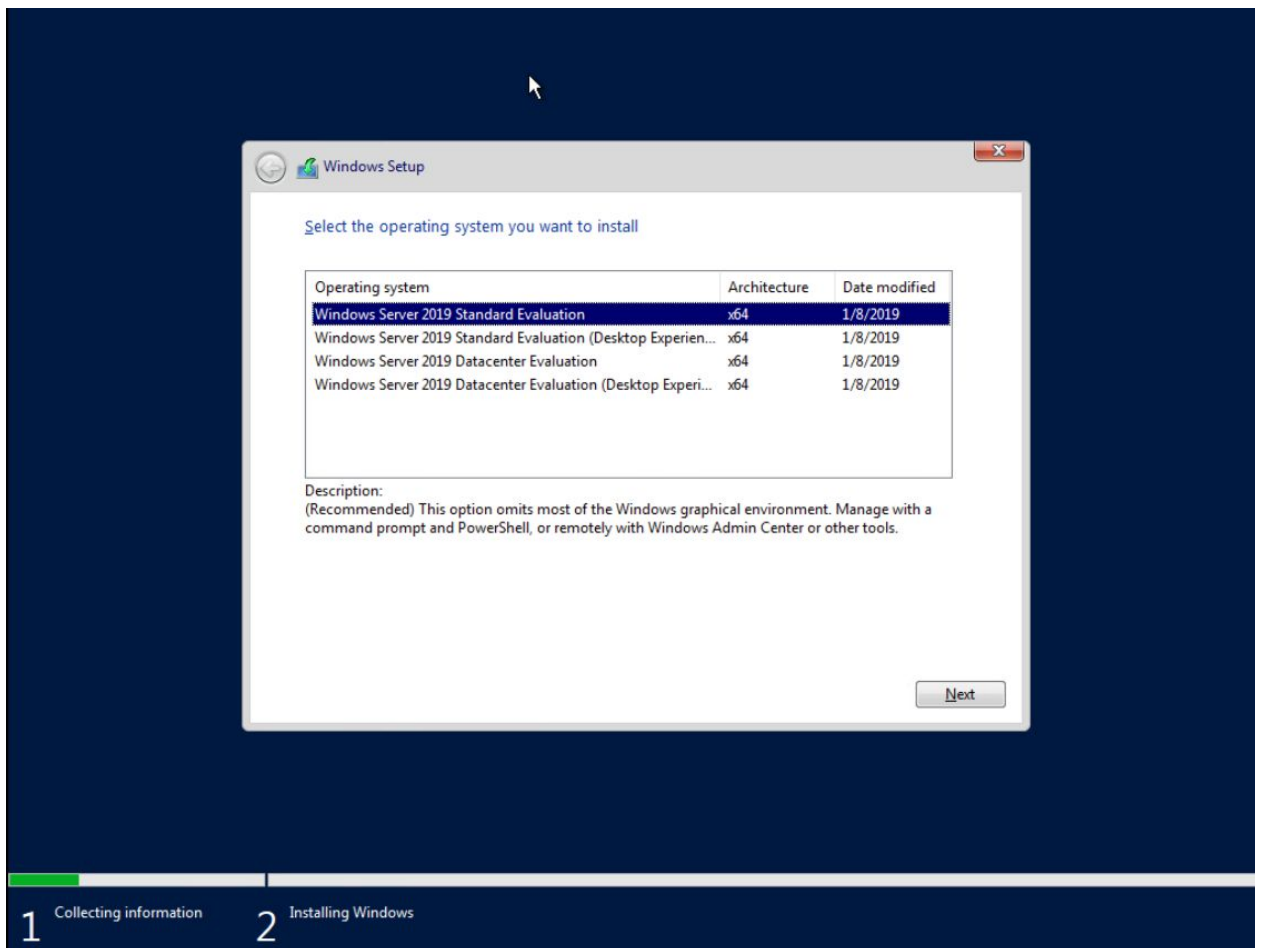 Windows Setup
Select the operating system you want to install
Operating system Architecture Date modified
Windows Server 2019 Standard Evaluation x64 1/8/2019
Windows Server 2019 Standard Evaluation (Desktop Experien... x64 1/8/2019
Windows Server 2019 Datacenter Evaluation x64 1/8/2019
Windows Server 2019 Datacenter Evaluation (Desktop Experi... x64 1/8/2019
Description:
(Recommended) This option omits most of the Windows graphical environment. Manage with a
command prompt and PowerShell, or remotely with Windows Admin Center or other tools.
Next
1 Collecting information 2 Installing Windows